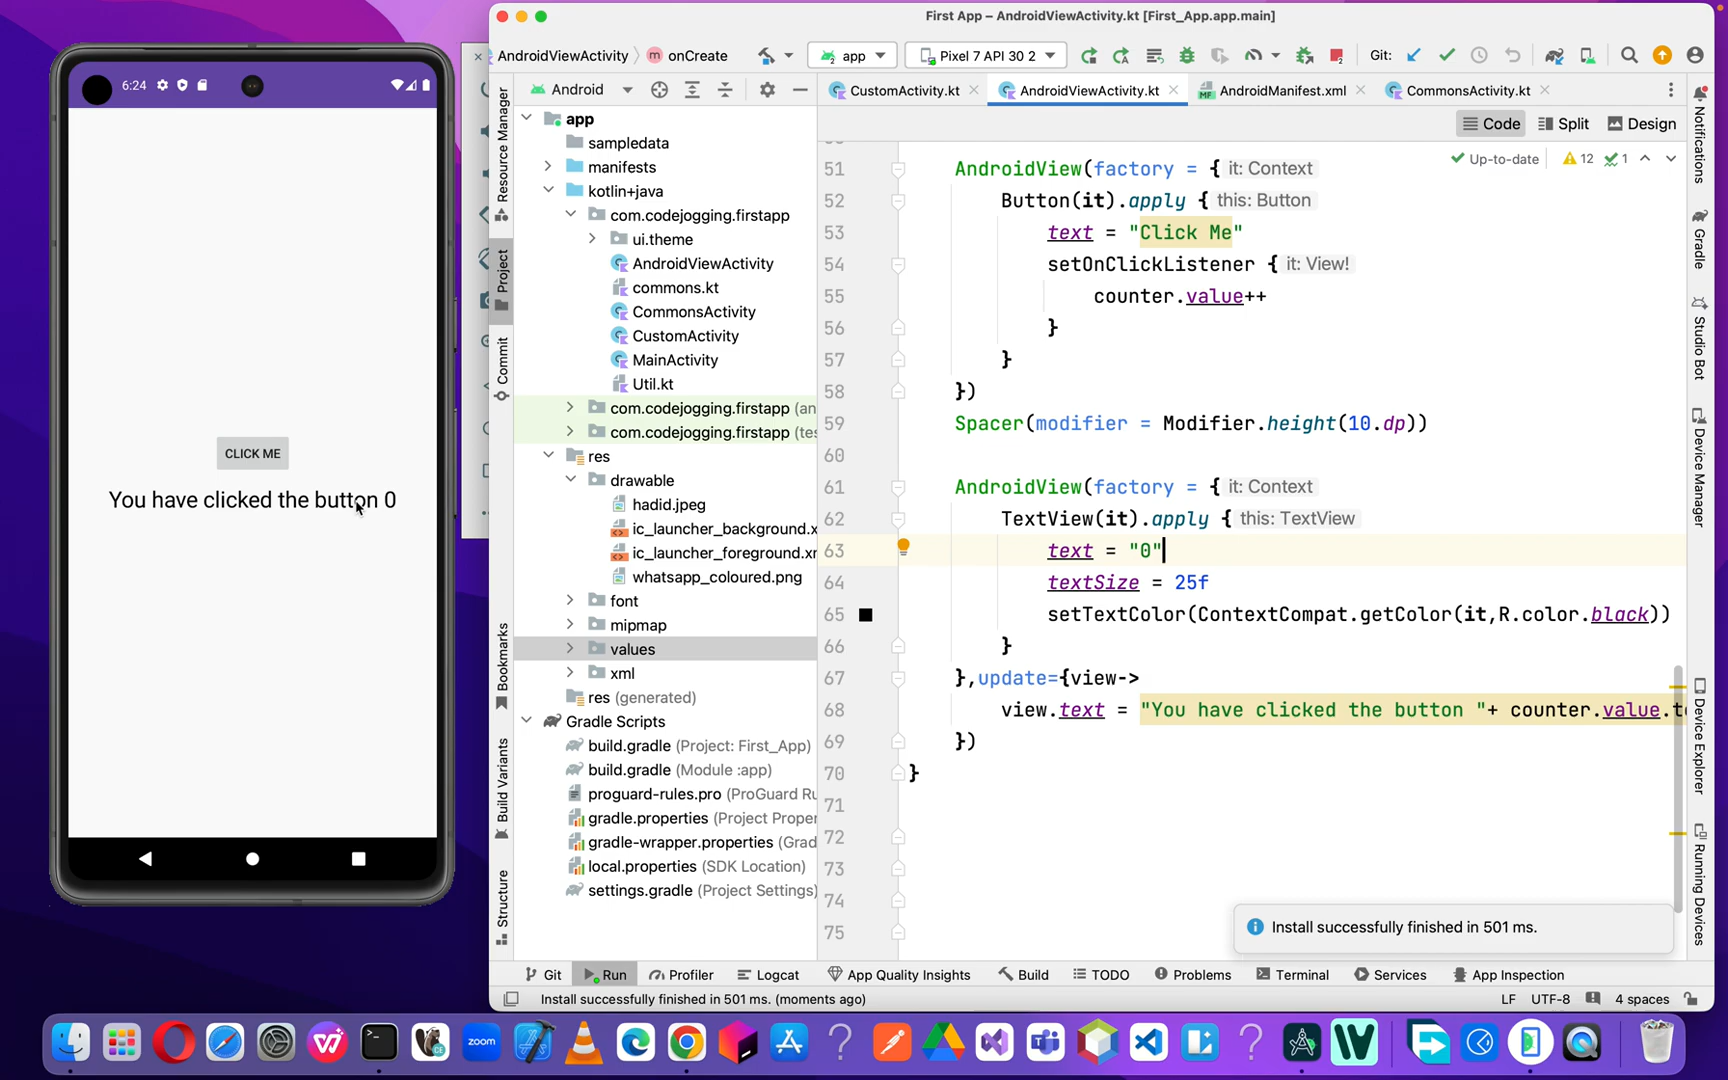 First App – AndroidViewActivity.kt [First_App.app.main]
AndroidViewActivity
onCreate
app
Pixel 7 API 30 2
Git:
6:24
Android
CustomActivity.kt
AndroidViewActivity.kt
AndroidManifest.xml
CommonsActivity.kt
Code
Split
Design
Up-to-date
12
1
Resource Manager
Project
Commit
Bookmarks
Build Variants
Structure
app
sampledata
manifests
kotlin+java
com.codejogging.firstapp
ui.theme
AndroidViewActivity
commons.kt
CommonsActivity
CustomActivity
MainActivity
Util.kt
com.codejogging.firstapp (an
com.codejogging.firstapp (tes
res
drawable
hadid.jpeg
ic_launcher_background.x
ic_launcher_foreground.xm
whatsapp_coloured.png
font
mipmap
values
xml
res (generated)
Gradle Scripts
build.gradle (Project: First_App)
build.gradle (Module :app)
proguard-rules.pro (ProGuard Ru
gradle.properties (Project Proper
gradle-wrapper.properties (Grad
local.properties (SDK Location)
settings.gradle (Project Settings)
51 AndroidView(factory = { it: Context
52 Button(it).apply { this: Button
53 text = "Click Me"
54 setOnClickListener { it: View!
55 counter.value++
56 }
57 }
58 })
59 Spacer(modifier = Modifier.height(10.dp))
60
61 AndroidView(factory = { it: Context
62 TextView(it).apply { this: TextView
63 text = "0"
64 textSize = 25f
65 setTextColor(ContextCompat.getColor(it,R.color.black))
66 }
67 },update={view->
68 view.text = "You have clicked the button "+ counter.value.to
69 })
70 }
71
72
73
74
75
CLICK ME
You have clicked the button 0
Notifications
Gradle
Studio Bot
Device Manager
Device Explorer
Running Devices
Install successfully finished in 501 ms.
Git
Run
Profiler
Logcat
App Quality Insights
Build
TODO
Problems
Terminal
Services
App Inspection
Install successfully finished in 501 ms. (moments ago)
LF
UTF-8
4 spaces
zoom